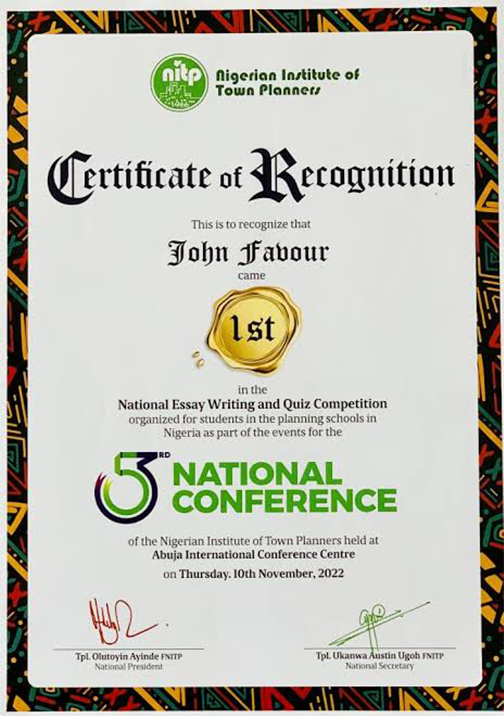 nitp
1966
Nigerian Institute of
Town Planners
Certificate of Recognition
This is to recognize that
John Favour
came
1st
in the
National Essay Writing and Quiz Competition
organized for students in the planning schools in
Nigeria as part of the events for the
53RD NATIONAL
CONFERENCE
of the Nigerian Institute of Town Planners held at
Abuja International Conference Centre
on Thursday. 10th November, 2022
Tpl. Olutoyin Ayinde FNITP
National President
Tpl. Ukanwa Austin Ugoh FNITP
National Secretary